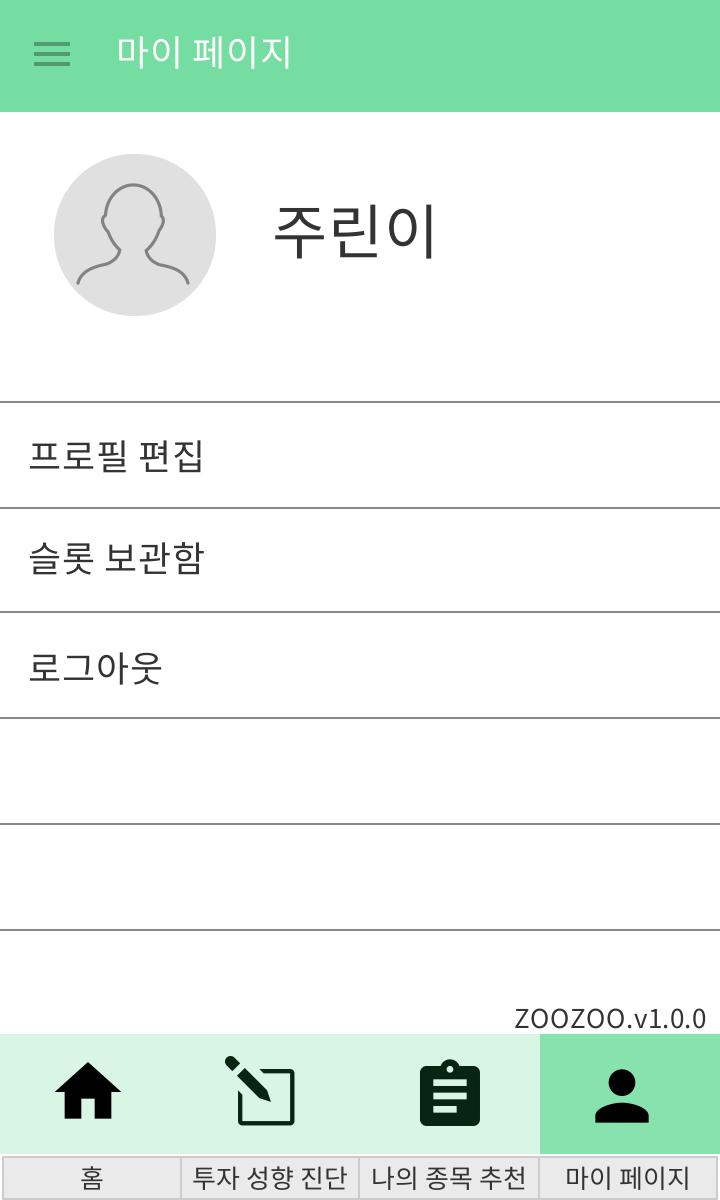 마이 페이지
주린이
프로필 편집
슬롯 보관함
로그아웃
ZOOZOO.v1.0.0
홈 투자 성향 진단 나의 종목 추천 마이 페이지